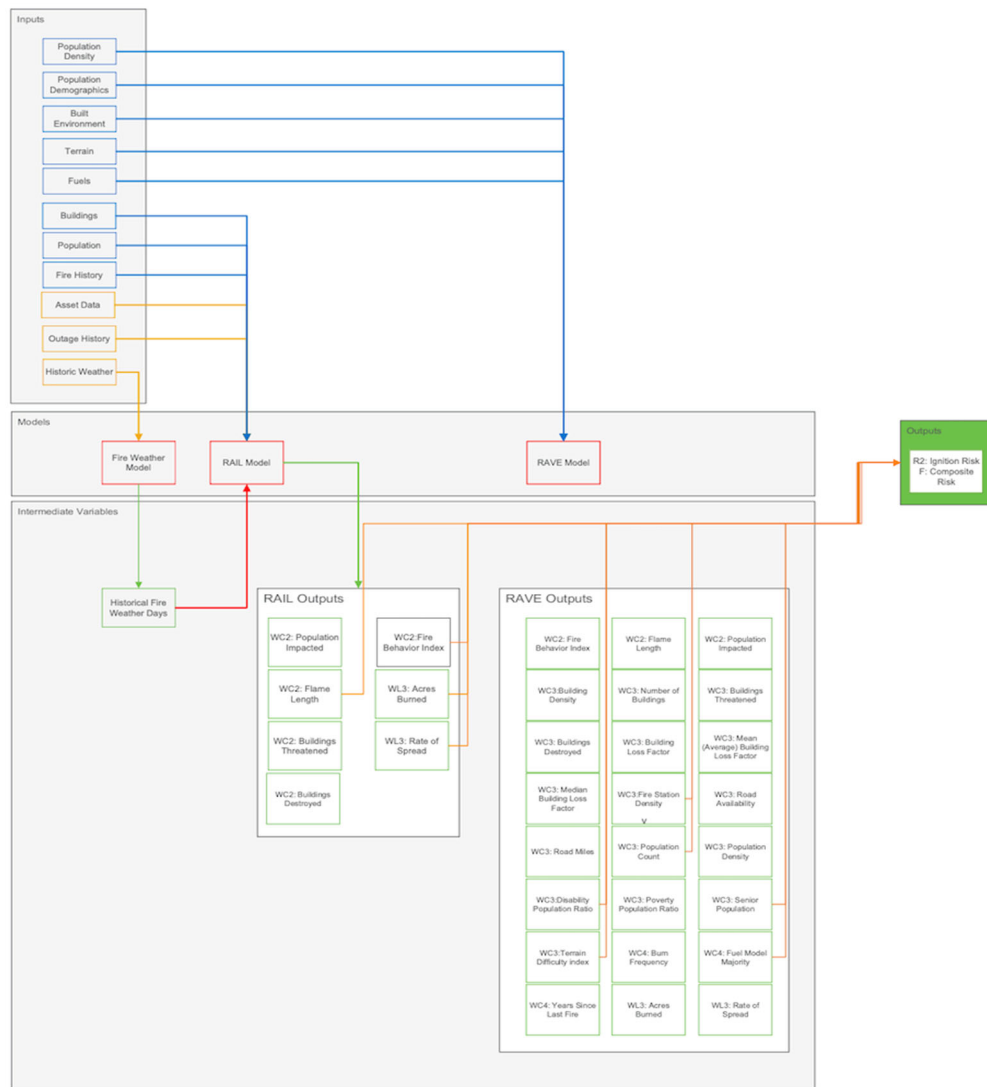 Inputs
Population
Density
Population
Demographics
Built
Environment
Terrain
Fuels
Buildings
Population
Fire History
Asset Data
Outage History
Historic Weather
Models
Fire Weather
Model
RAIL Model
RAVE Model
Outputs
R2: Ignition Risk
F: Composite
Risk
Intermediate Variables
Historical Fire
Weather Days
RAIL Outputs
WC2: Population
Impacted
WC2:Fire
Behavior Index
WC2: Flame
Length
WL3: Acres
Burned
WC2: Buildings
Threatened
WL3: Rate of
Spread
WC2: Buildings
Destroyed
RAVE Outputs
WC2: Fire
Behavior Index
WC2: Flame
Length
WC2: Population
Impacted
WC3:Building
Density
WC3: Number of
Buildings
WC3: Buildings
Threatened
WC3: Buildings
Destroyed
WC3: Building
Loss Factor
WC3: Mean
(Average) Building
Loss Factor
WC3: Median
Building Loss
Factor
WC3:Fire Station
Density
v
WC3: Road
Availability
WC3: Road Miles
WC3: Population
Count
WC3: Population
Density
WC3:Disability
Population Ratio
WC3: Poverty
Population Ratio
WC3: Senior
Population
WC3:Terrain
Difficulty index
WC4: Burn
Frequency
WC4: Fuel Model
Majority
WC4: Years Since
Last Fire
WL3: Acres
Burned
WL3: Rate of
Spread